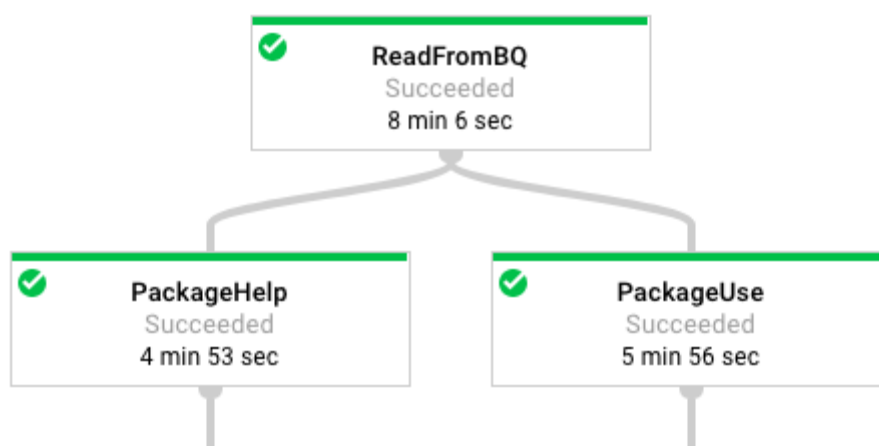 ReadFromBQ
Succeeded
8 min 6 sec
PackageHelp
Succeeded
4 min 53 sec
PackageUse
Succeeded
5 min 56 sec